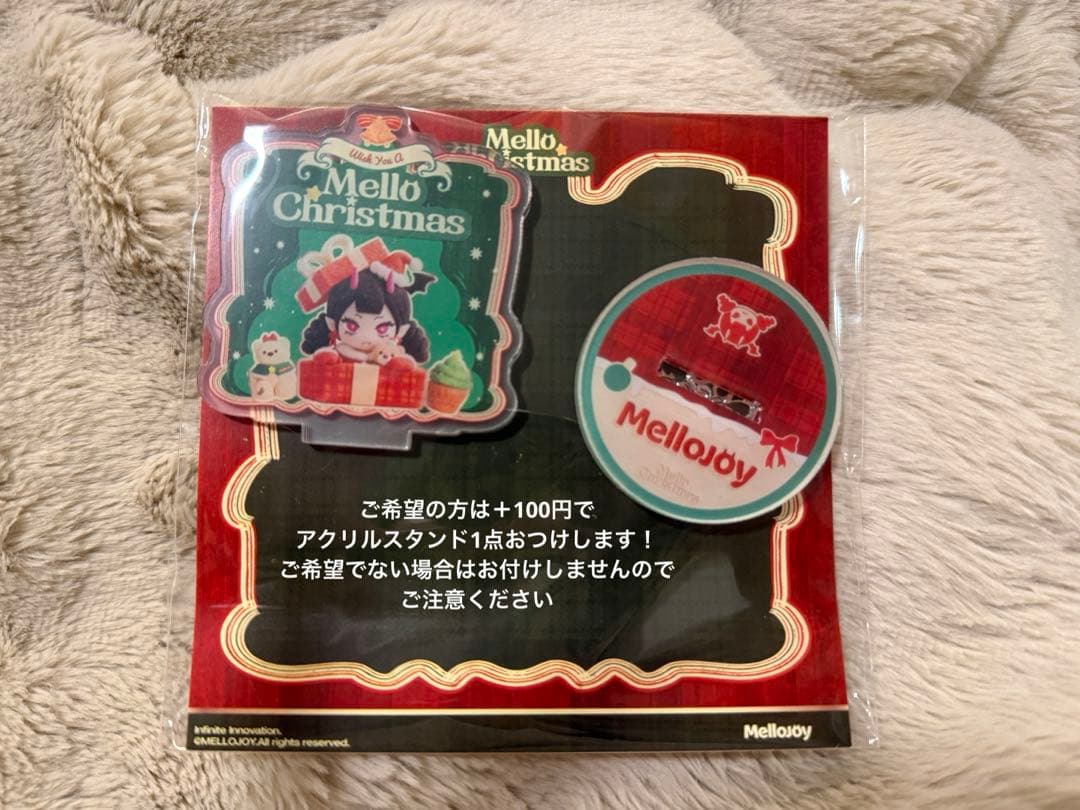 Wish You A
Mello
Christmas
Mello
istmas
Mellojoy
ご希望の方は＋100円で
アクリルスタンド1点おつけします！
ご希望でない場合はお付けしませんので
ご注意ください
Infinite Innovation.
©MELLOJOY.All rights reserved.
Mellojoy